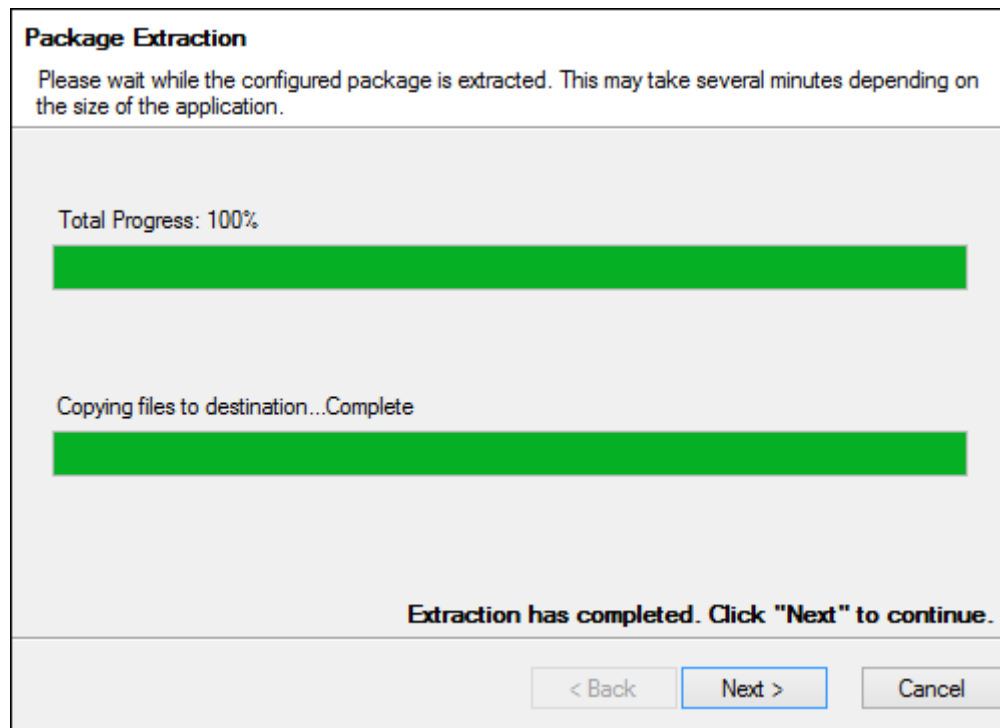 Package Extraction
Please wait while the configured package is extracted. This may take several minutes depending on
the size of the application.
Total Progress: 100%
Copying files to destination...Complete
Extraction has completed. Click "Next" to continue.
< Back Next > Cancel